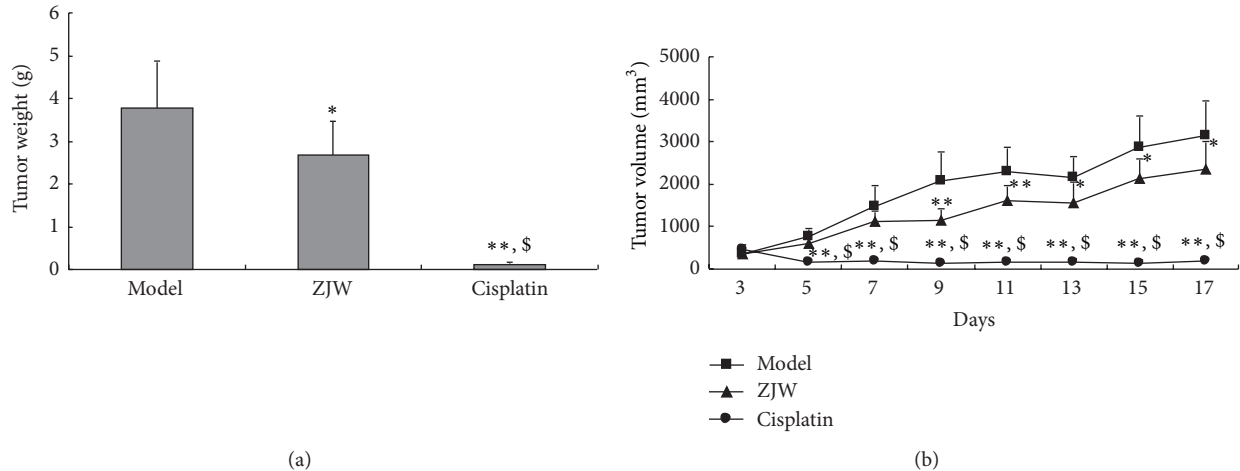 Tumor weight (g)
6
5
4
3
2
1
0
*
**, $
Model ZJW Cisplatin
(a)
Tumor volume (mm³)
5000
4000
3000
2000
1000
0
** ** * * *
**, $ **, $ **, $ **, $ **, $ **, $ **, $
3 5 7 9 11 13 15 17
Days
Model
ZJW
Cisplatin
(b)